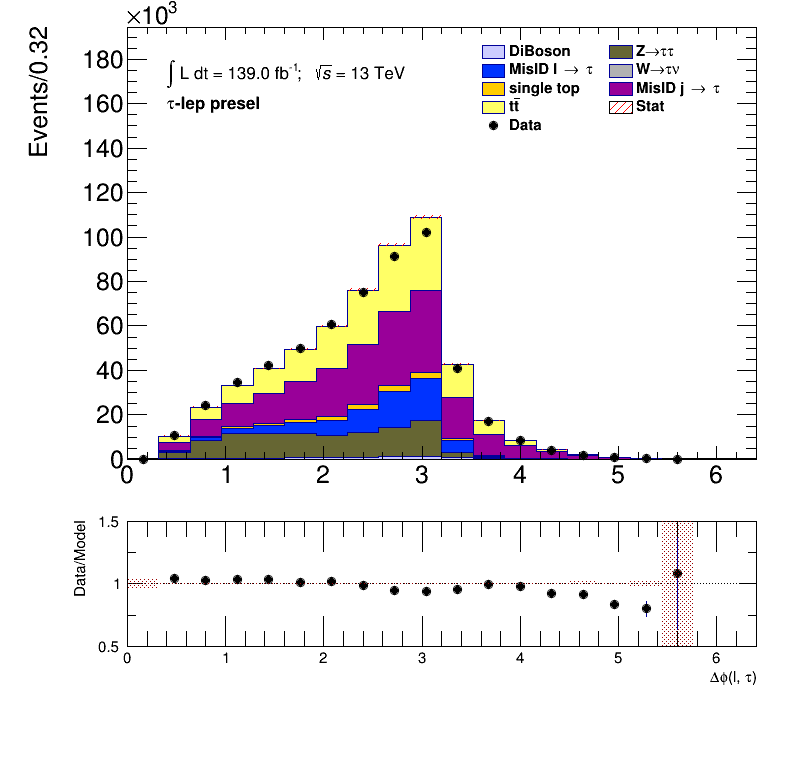 ×10³
Events/0.32
180
160
140
120
100
80
60
40
20
0
∫ L dt = 139.0 fb⁻¹; √s = 13 TeV
τ-lep presel
DiBoson
MisID l → τ
single top
tt̄
Data
Z→ττ
W→τν
MisID j → τ
Stat
0 1 2 3 4 5 6
Data/Model
1.5
1
0.5
0 1 2 3 4 5 6
Δϕ(l, τ)